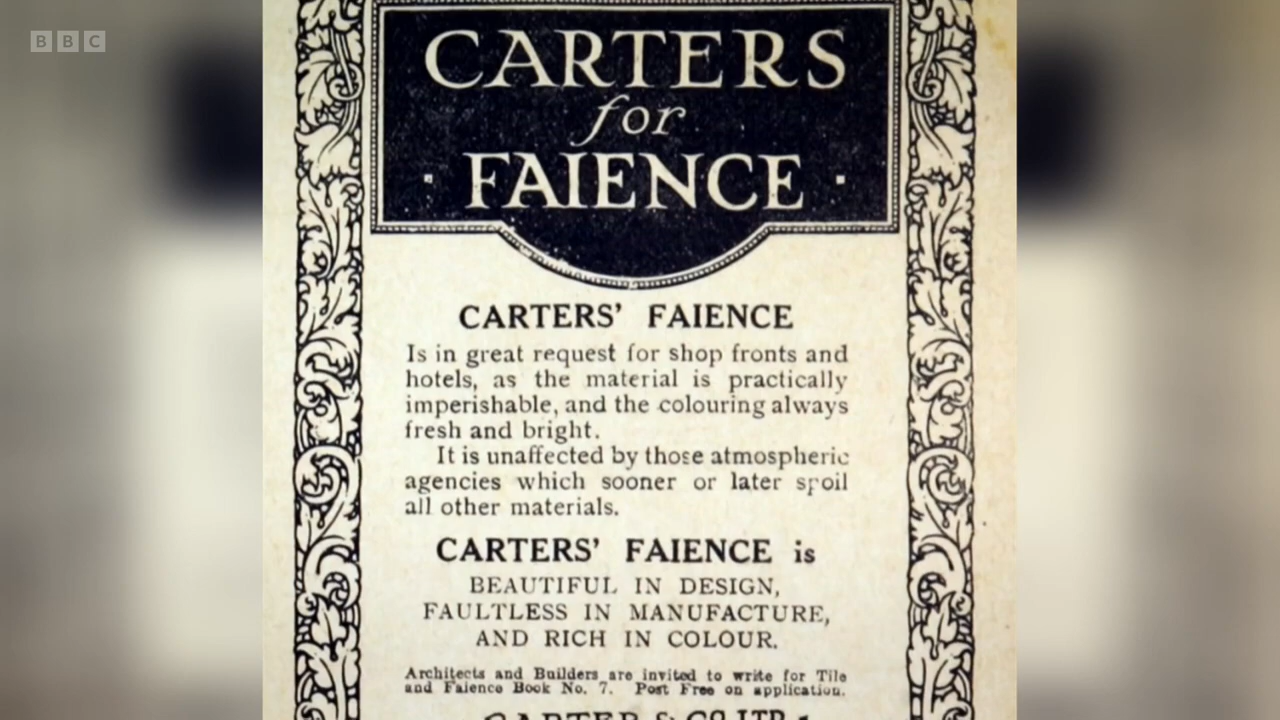 BBC
CARTERS
for
· FAIENCE ·
CARTERS' FAIENCE
Is in great request for shop fronts and
hotels, as the material is practically
imperishable, and the colouring always
fresh and bright.
It is unaffected by those atmospheric
agencies which sooner or later spoil
all other materials.
CARTERS' FAIENCE is
BEAUTIFUL IN DESIGN,
FAULTLESS IN MANUFACTURE,
AND RICH IN COLOUR.
Architects and Builders are invited to write for Tile
and Faience Book No. 7. Post Free on application.
CARTER & CO. LTD.